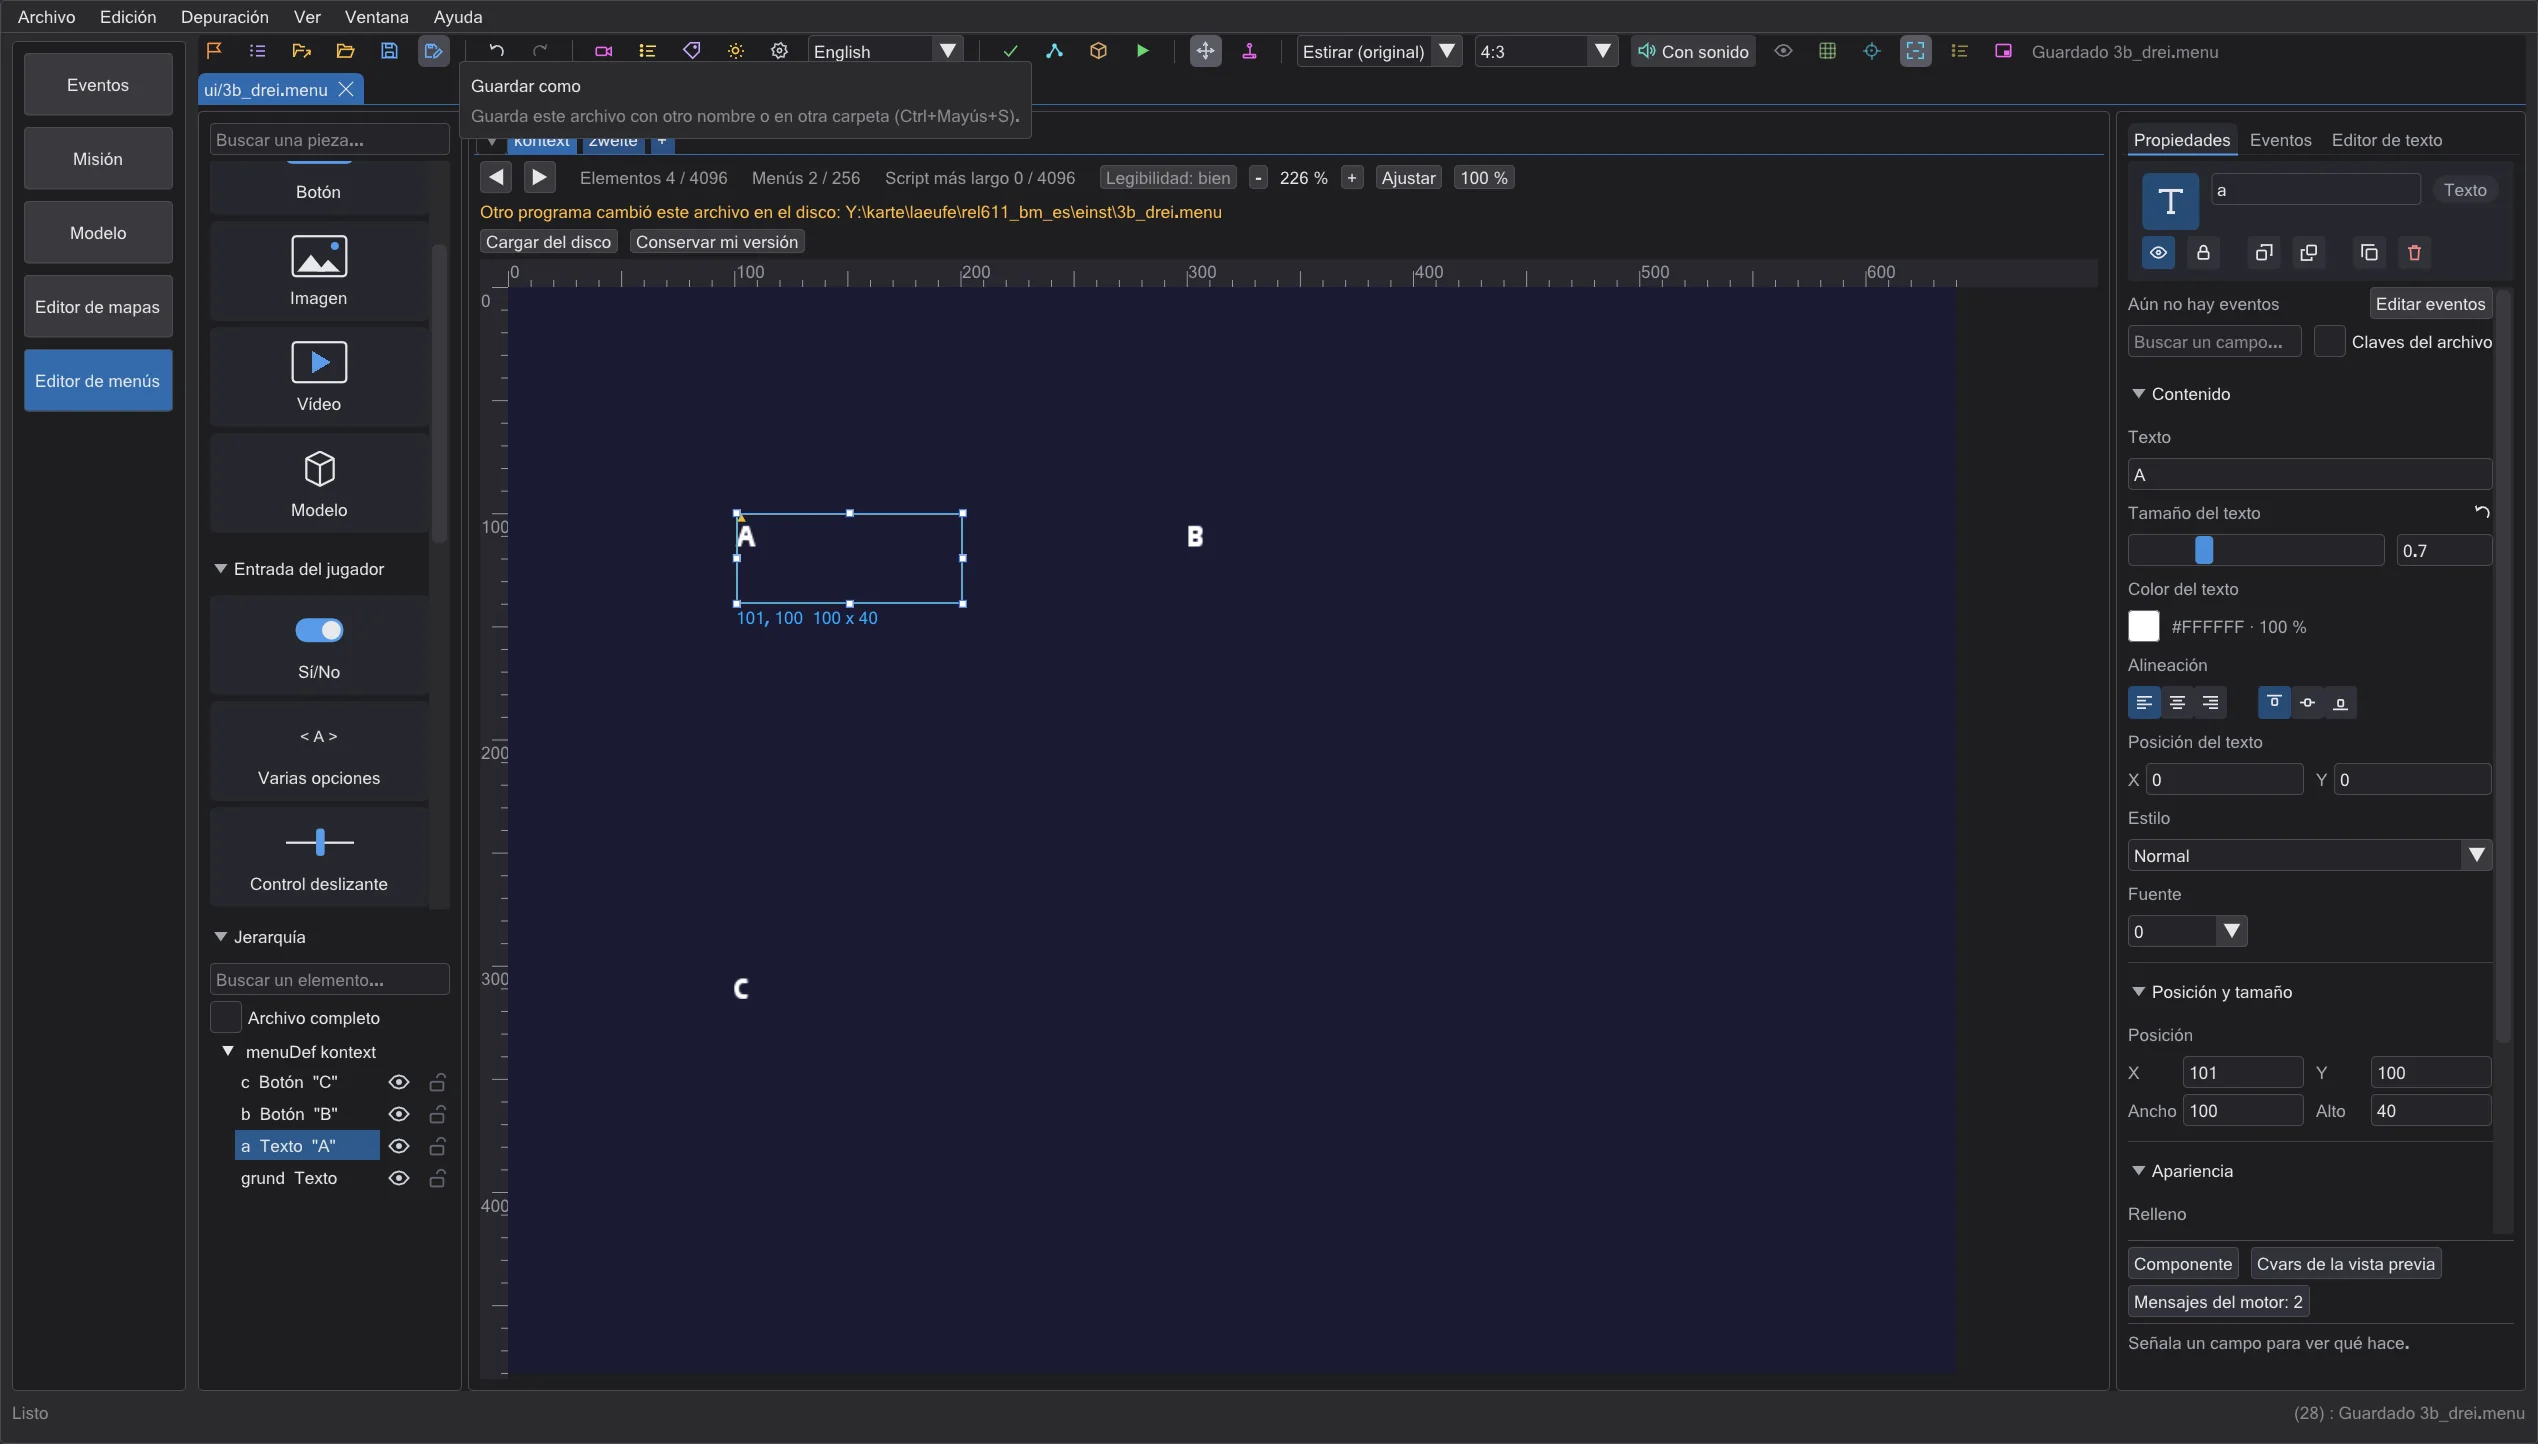 Archivo Edición Depuración Ver Ventana Ayuda
English
Estirar (original)
4:3
Con sonido
Guardado 3b_drei.menu
Eventos
Misión
Modelo
Editor de mapas
Editor de menús
ui/3b_drei.menu
Guardar como
Guarda este archivo con otro nombre o en otra carpeta (Ctrl+Mayús+S).
Buscar una pieza...
Botón
Imagen
Vídeo
Modelo
Entrada del jugador
Sí/No
< A >
Varias opciones
Control deslizante
Jerarquía
Buscar un elemento...
Archivo completo
menuDef kontext
c Botón "C"
b Botón "B"
a Texto "A"
grund Texto
kontext zweite +
Elementos 4 / 4096 Menús 2 / 256 Script más largo 0 / 4096 Legibilidad: bien - 226 % + Ajustar 100 %
Otro programa cambió este archivo en el disco: Y:\karte\laeufe\rel611_bm_es\einst\3b_drei.menu
Cargar del disco Conservar mi versión
0 100 200 300 400 500 600
0
100
200
300
400
A
B
101, 100 100 x 40
C
Propiedades Eventos Editor de texto
T
a
Texto
Aún no hay eventos
Editar eventos
Buscar un campo...
Claves del archivo
Contenido
Texto
A
Tamaño del texto
0.7
Color del texto
#FFFFFF · 100 %
Alineación
Posición del texto
X 0 Y 0
Estilo
Normal
Fuente
0
Posición y tamaño
Posición
X 101 Y 100
Ancho 100 Alto 40
Apariencia
Relleno
Componente Cvars de la vista previa
Mensajes del motor: 2
Señala un campo para ver qué hace.
Listo
(28) : Guardado 3b_drei.menu